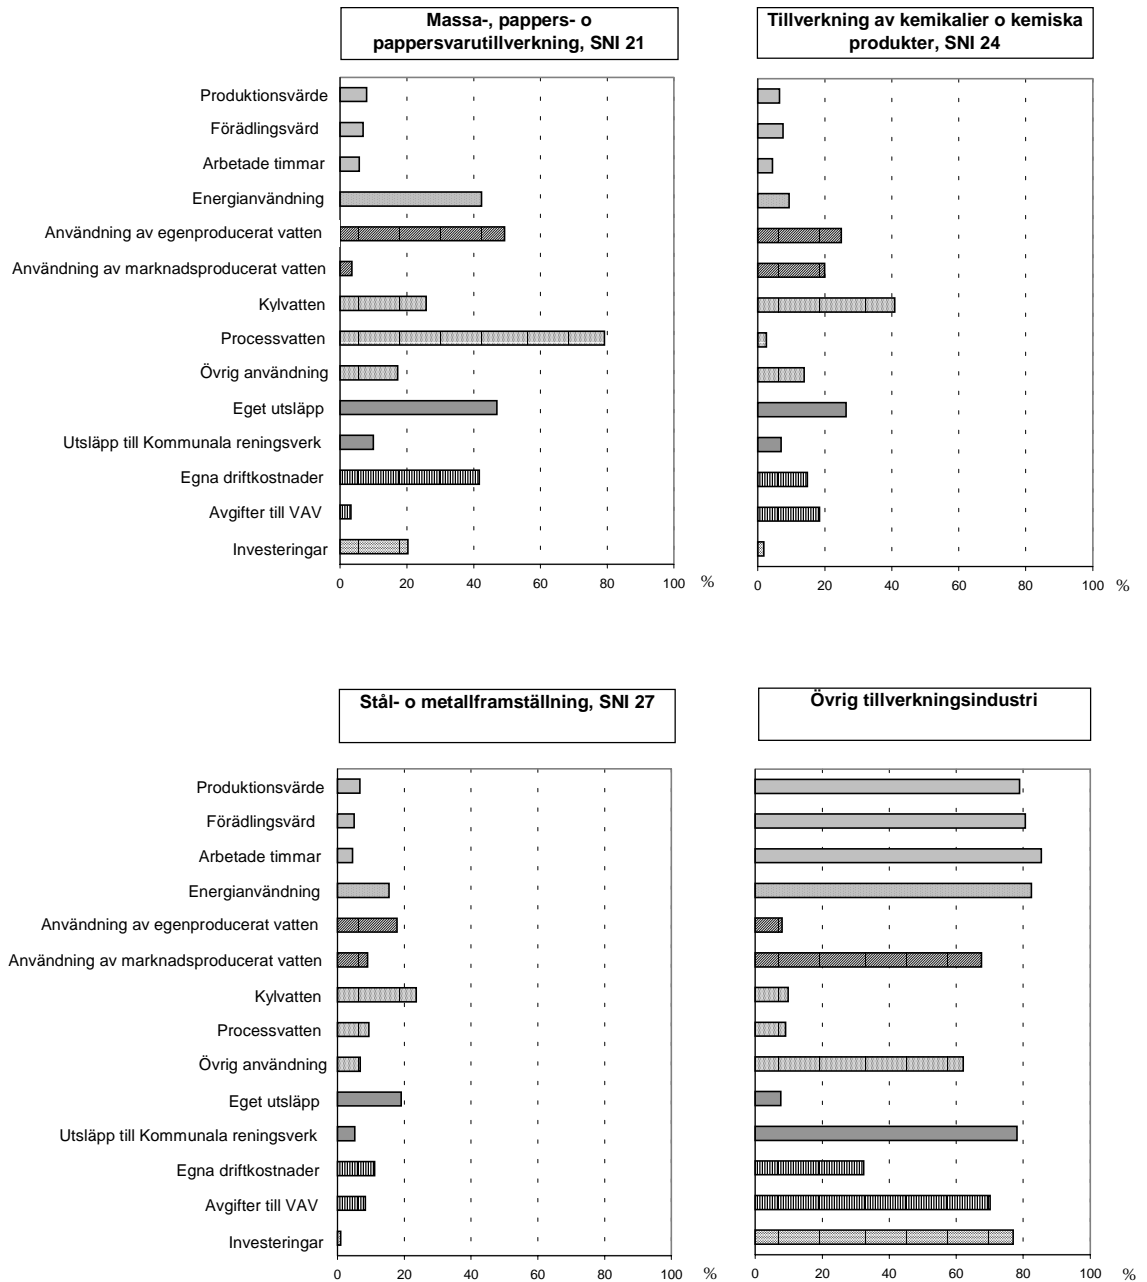 Massa-, pappers- o
pappersvarutillverkning, SNI 21
Tillverkning av kemikalier o kemiska
produkter, SNI 24
Produktionsvärde
Förädlingsvärd
Arbetade timmar
Energianvändning
Användning av egenproducerat vatten
Användning av marknadsproducerat vatten
Kylvatten
Processvatten
Övrig användning
Eget utsläpp
Utsläpp till Kommunala reningsverk
Egna driftkostnader
Avgifter till VAV
Investeringar
0 20 40 60 80 100 %
0 20 40 60 80 100 %
Stål- o metallframställning, SNI 27
Övrig tillverkningsindustri
Produktionsvärde
Förädlingsvärd
Arbetade timmar
Energianvändning
Användning av egenproducerat vatten
Användning av marknadsproducerat vatten
Kylvatten
Processvatten
Övrig användning
Eget utsläpp
Utsläpp till Kommunala reningsverk
Egna driftkostnader
Avgifter till VAV
Investeringar
0 20 40 60 80 100 %
0 20 40 60 80 100 %